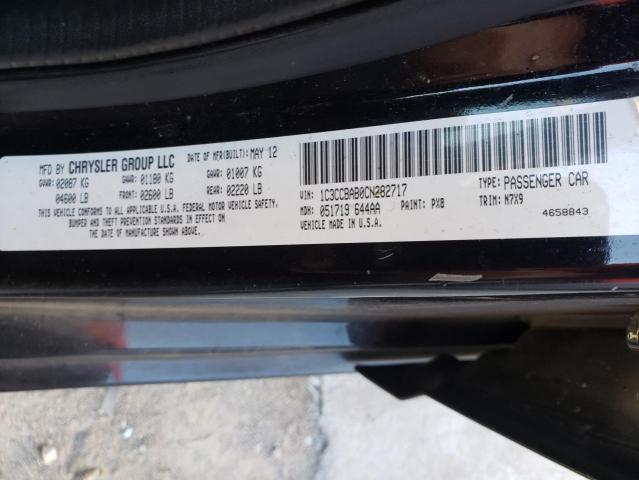 MFD BY CHRYSLER GROUP LLC
DATE OF MFR(BUILT): MAY 12
GVWR: 02087 KG GAWR: 01180 KG GAWR: 01007 KG
04600 LB FRONT: 02600 LB REAR: 02220 LB
THIS VEHICLE CONFORMS TO ALL APPLICABLE U.S.A. FEDERAL MOTOR VEHICLE SAFETY,
BUMPER AND THEFT PREVENTION STANDARDS IN EFFECT ON
THE DATE OF MANUFACTURE SHOWN ABOVE.
VIN: 1C3CCBAB0CN282717 TYPE: PASSENGER CAR
MDH: 051719 644AA PAINT: PX8 TRIM: N7X9
VEHICLE MADE IN U.S.A. 4658843